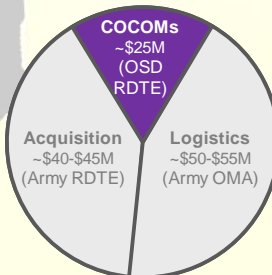 COCOMs
~$25M
(OSD
RDTE)
Acquisition
~$40-$45M
(Army RDTE)
Logistics
~$50-$55M
(Army OMA)